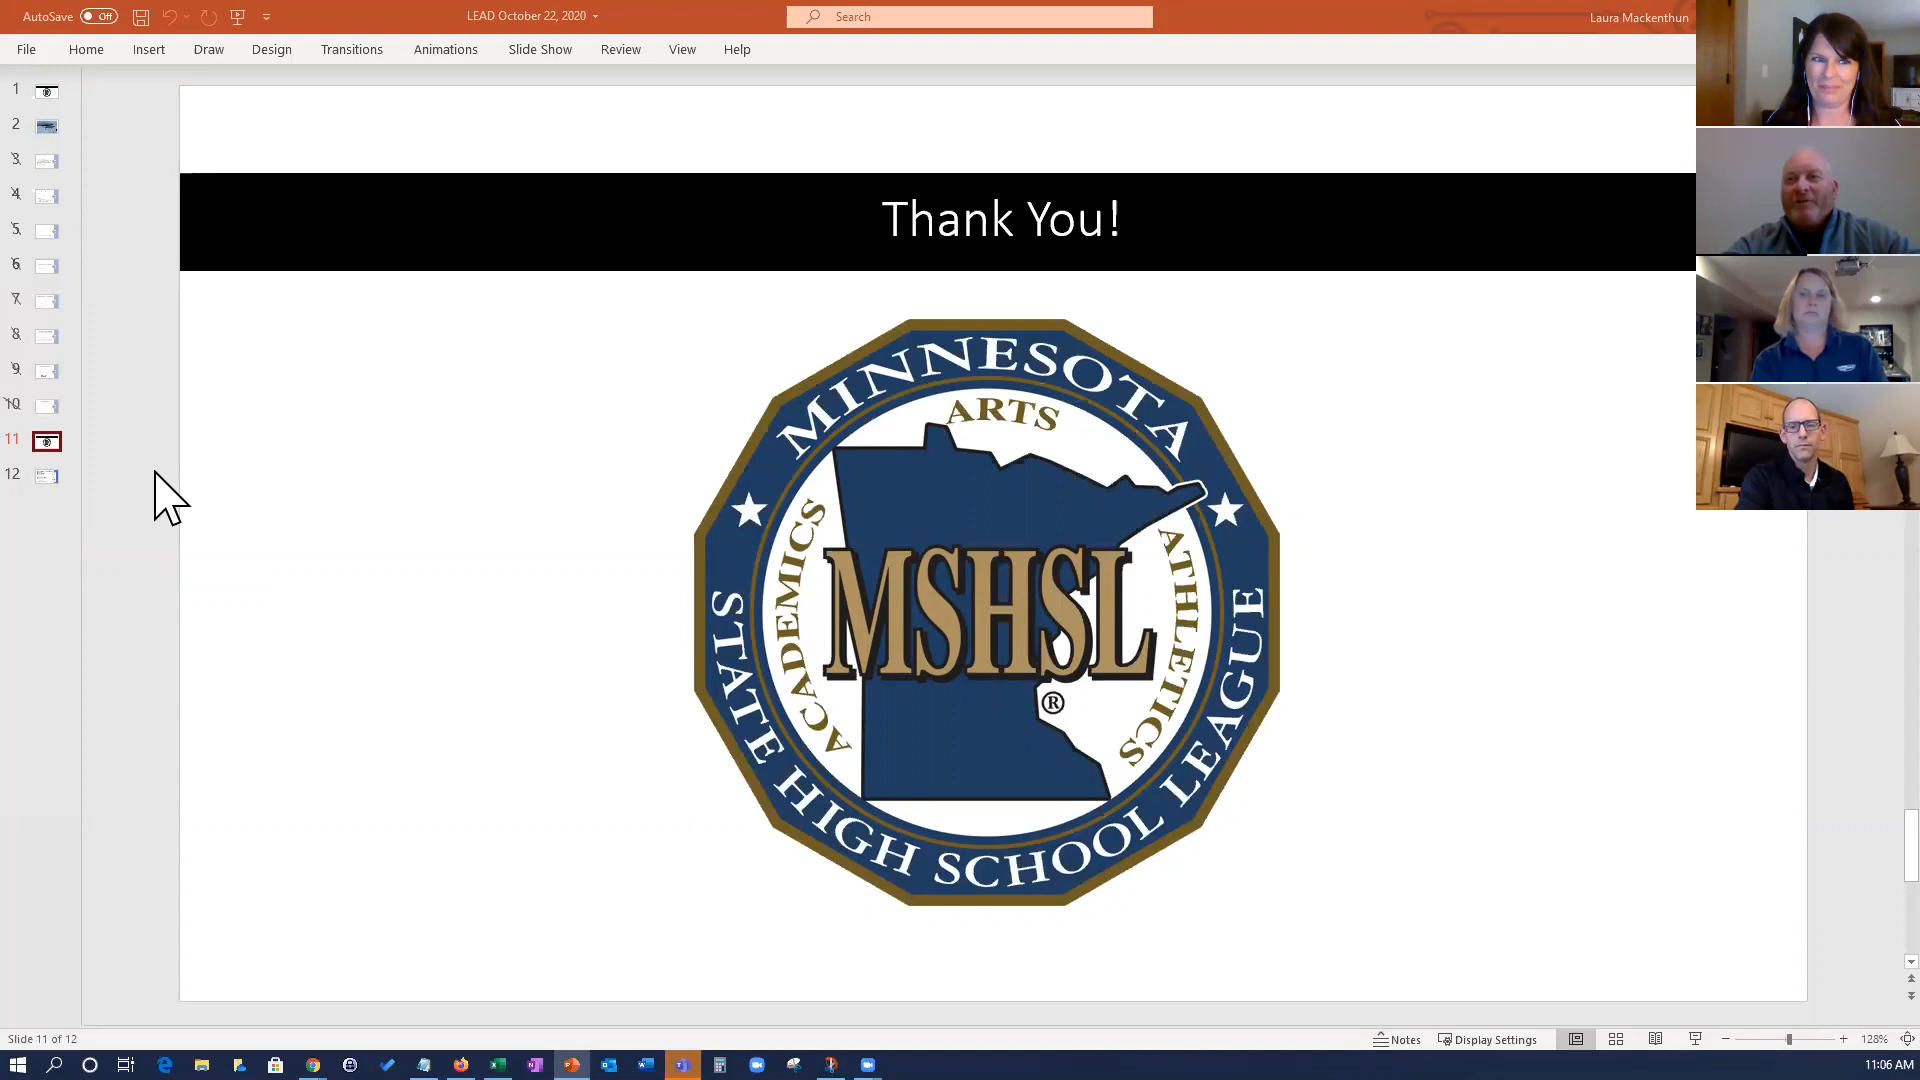 AutoSave Off
LEAD October 22, 2020
Search
Laura Mackenthun
File Home Insert Draw Design Transitions Animations Slide Show Review View Help
1
2
3
4
5
6
7
8
9
10
11
12
Thank You!
MINNESOTA
ARTS
ACADEMICS
ATHLETICS
MSHSL
®
STATE HIGH SCHOOL LEAGUE
Slide 11 of 12
Notes Display Settings 128%
11:06 AM